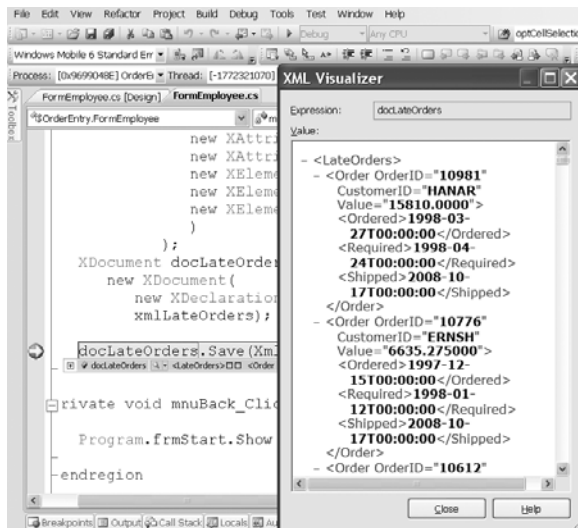 File Edit View Refactor Project Build Debug Tools Test Window Help
Debug Any CPU optCellSelectio
Windows Mobile 6 Standard Em
Process: [0x9699048E] OrderEn Thread: [-1772321070]
Toolbox
FormEmployee.cs [Design] FormEmployee.cs
OrderEntry.FormEmployee m
new XAttri
new XAttri
new XEleme
new XEleme
new XEleme
)
);
XDocument docLateOrder
new XDocument(
new XDeclaration
xmlLateOrders);
docLateOrders.Save(Xml
docLateOrders <LateOrders>□□ <Order
rivate void mnuBack_Clic
Program.frmStart.Show
endregion
Breakpoints Output Call Stack Locals Au
XML Visualizer
Expression: docLateOrders
Value:
- <LateOrders>
- <Order OrderID="10981"
CustomerID="HANAR"
Value="15810.0000">
<Ordered>1998-03-
27T00:00:00</Ordered>
<Required>1998-04-
24T00:00:00</Required>
<Shipped>2008-10-
17T00:00:00</Shipped>
</Order>
- <Order OrderID="10776"
CustomerID="ERNSH"
Value="6635.275000">
<Ordered>1997-12-
15T00:00:00</Ordered>
<Required>1998-01-
12T00:00:00</Required>
<Shipped>2008-10-
17T00:00:00</Shipped>
</Order>
- <Order OrderID="10612"
Close Help